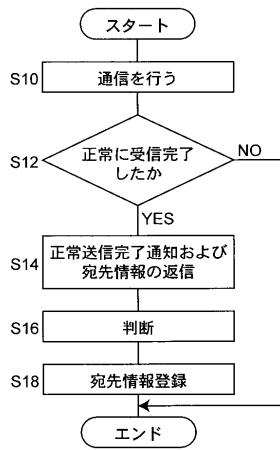 スタート
S10
通信を行う
S12
正常に受信完了
したか
NO
YES
S14
正常送信完了通知および
宛先情報の返信
S16
判断
S18
宛先情報登録
エンド